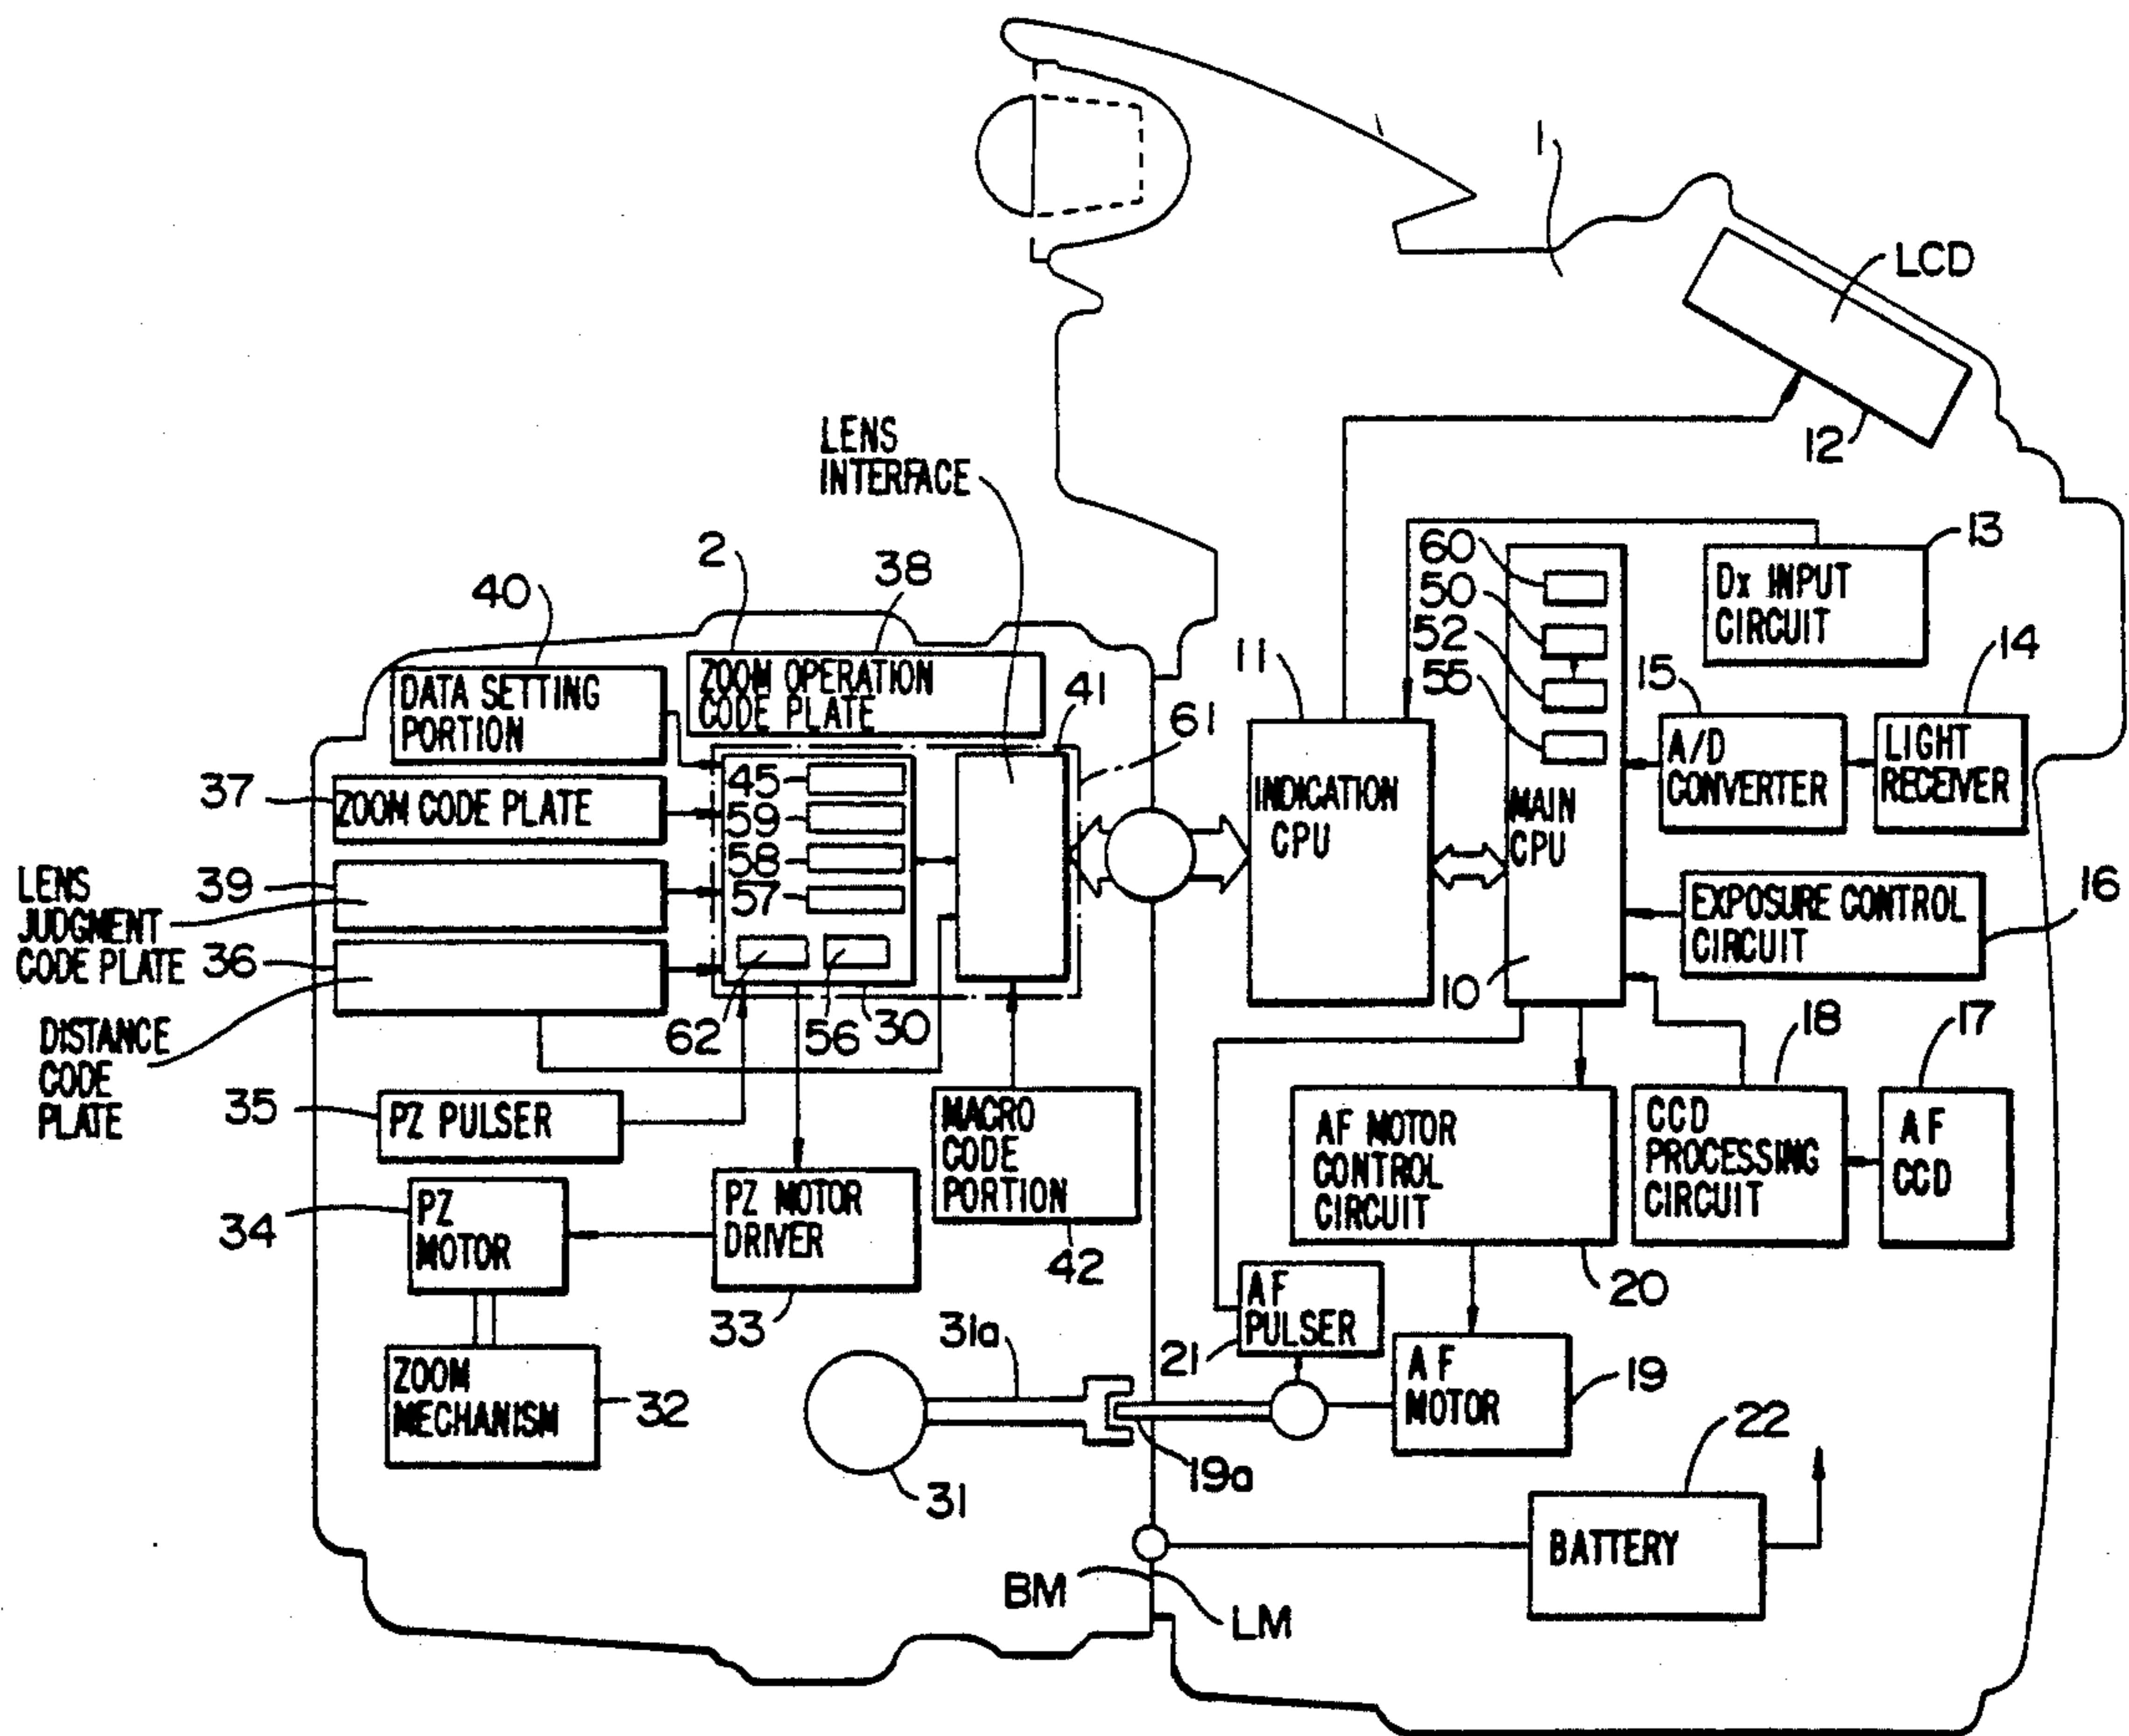 1
LCD
12
LENS
INTERFACE
2
38
40
60
50
52
55
13
Dx INPUT
CIRCUIT
14
15
11
41
61
DATA SETTING
PORTION
ZOOM OPERATION
CODE PLATE
37
ZOOM CODE PLATE
45
59
58
57
INDICATION
CPU
MAIN
CPU
A/D
CONVERTER
LIGHT
RECEIVER
LENS
JUDGMENT
CODE PLATE
39
36
EXPOSURE CONTROL
CIRCUIT
16
10
DISTANCE
CODE
PLATE
62
56
30
18
17
35
PZ PULSER
MACRO
CODE
PORTION
AF MOTOR
CONTROL
CIRCUIT
CCD
PROCESSING
CIRCUIT
AF
CCD
34
PZ
MOTOR
PZ MOTOR
DRIVER
42
20
33
31a
AF
PULSER
21
AF
MOTOR
19
ZOOM
MECHANISM
32
19a
31
22
BATTERY
BM
LM